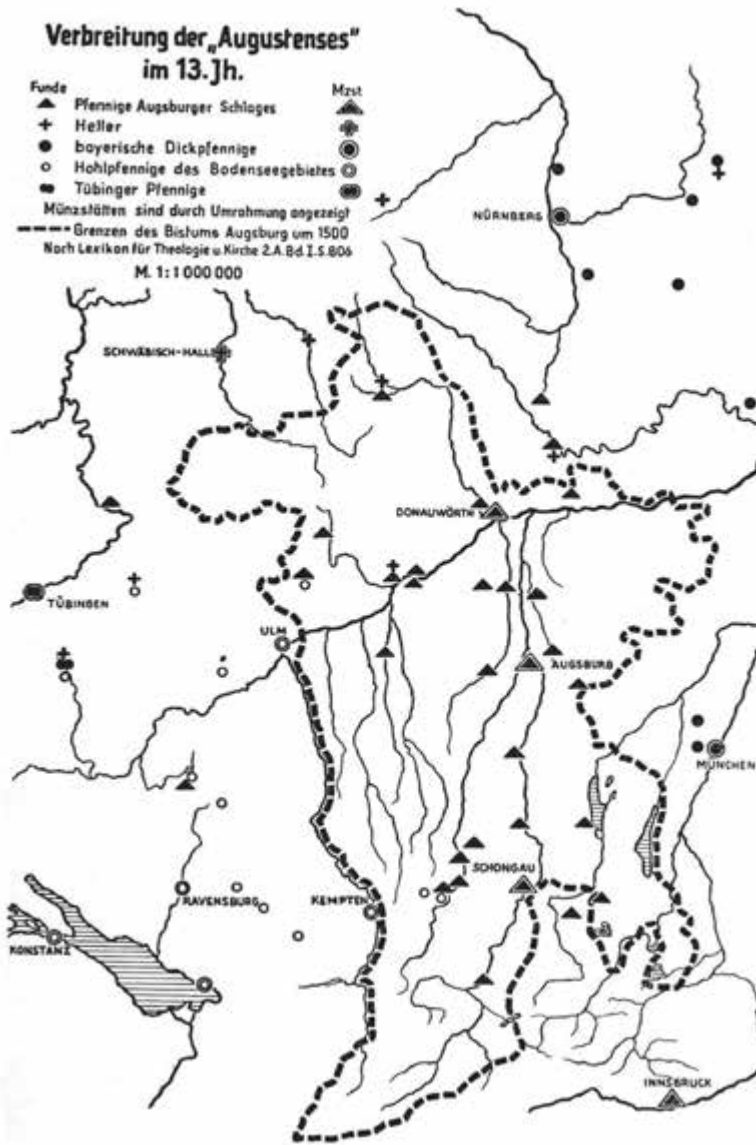 Verbreitung der „Augustenses"
im 13. Jh.
Funde Mzst
Pfennige Augsburger Schlages
Heller
bayerische Dickpfennige
Hohlpfennige des Bodenseegebietes
Tübinger Pfennige
Münzstätten sind durch Umrahmung angezeigt
Grenzen des Bistums Augsburg um 1500
Nach Lexikon für Theologie u. Kirche 2.A.Bd.I.S.806
M. 1:1 000 000
NÜRNBERG
SCHWÄBISCH-HALL
DONAUWÖRTH
TÜBINGEN
ULM
AUGSBURG
MÜNCHEN
SCHONGAU
RAVENSBURG
KEMPTEN
KONSTANZ
INNSBRUCK